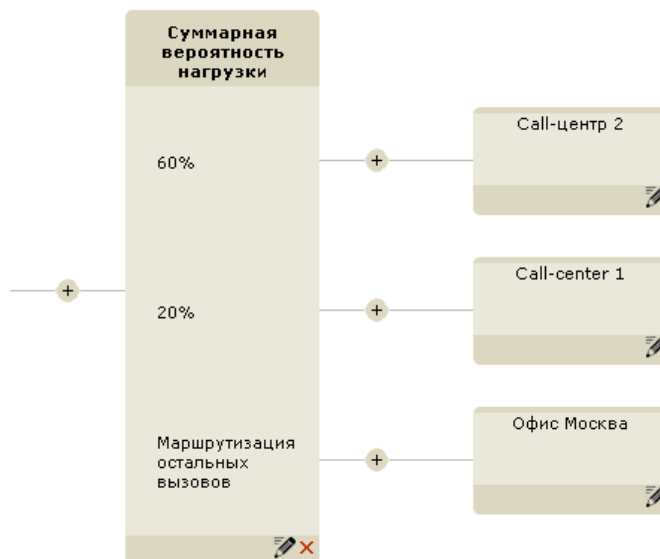 Суммарная
вероятность
нагрузки
60%
Call-центр 2
20%
Call-center 1
Маршрутизация
остальных
вызовов
Офис Москва